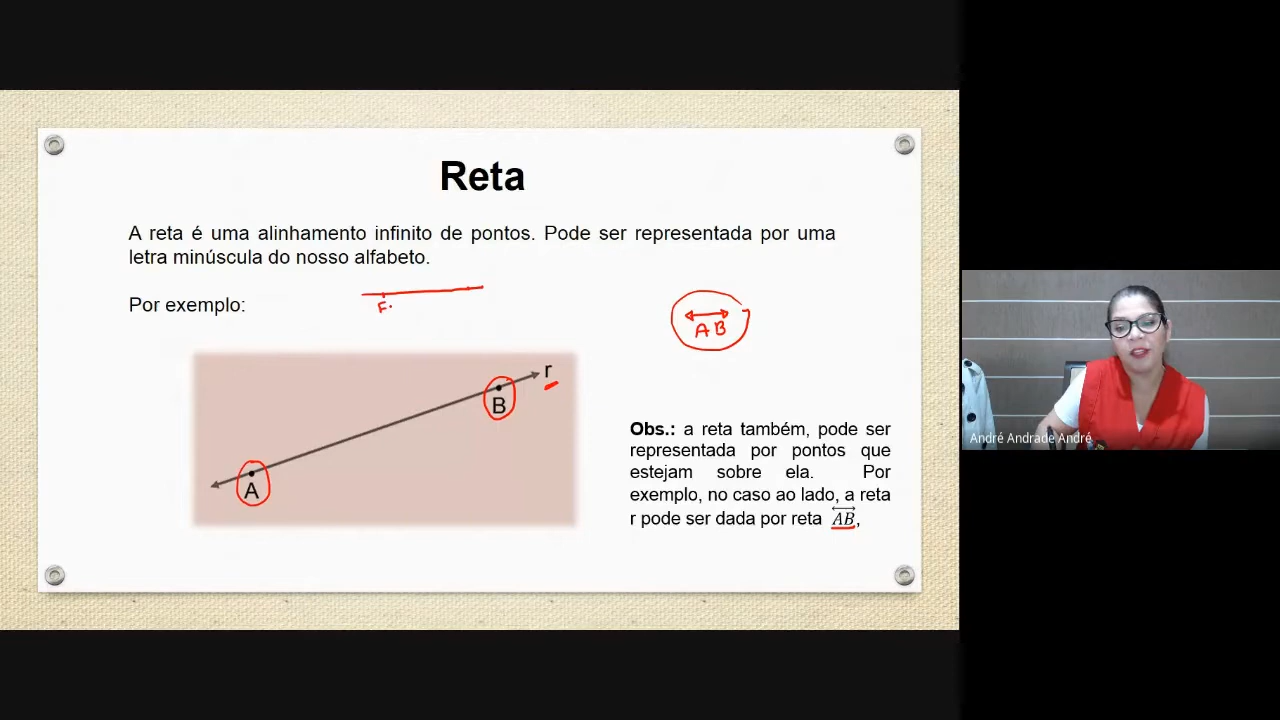 Reta
A reta é uma alinhamento infinito de pontos. Pode ser representada por uma
letra minúscula do nosso alfabeto.
Por exemplo:
A B
r
B
A
Obs.: a reta também, pode ser
representada por pontos que
estejam sobre ela. Por
exemplo, no caso ao lado, a reta
r pode ser dada por reta \overleftrightarrow{AB},
André Andrade André